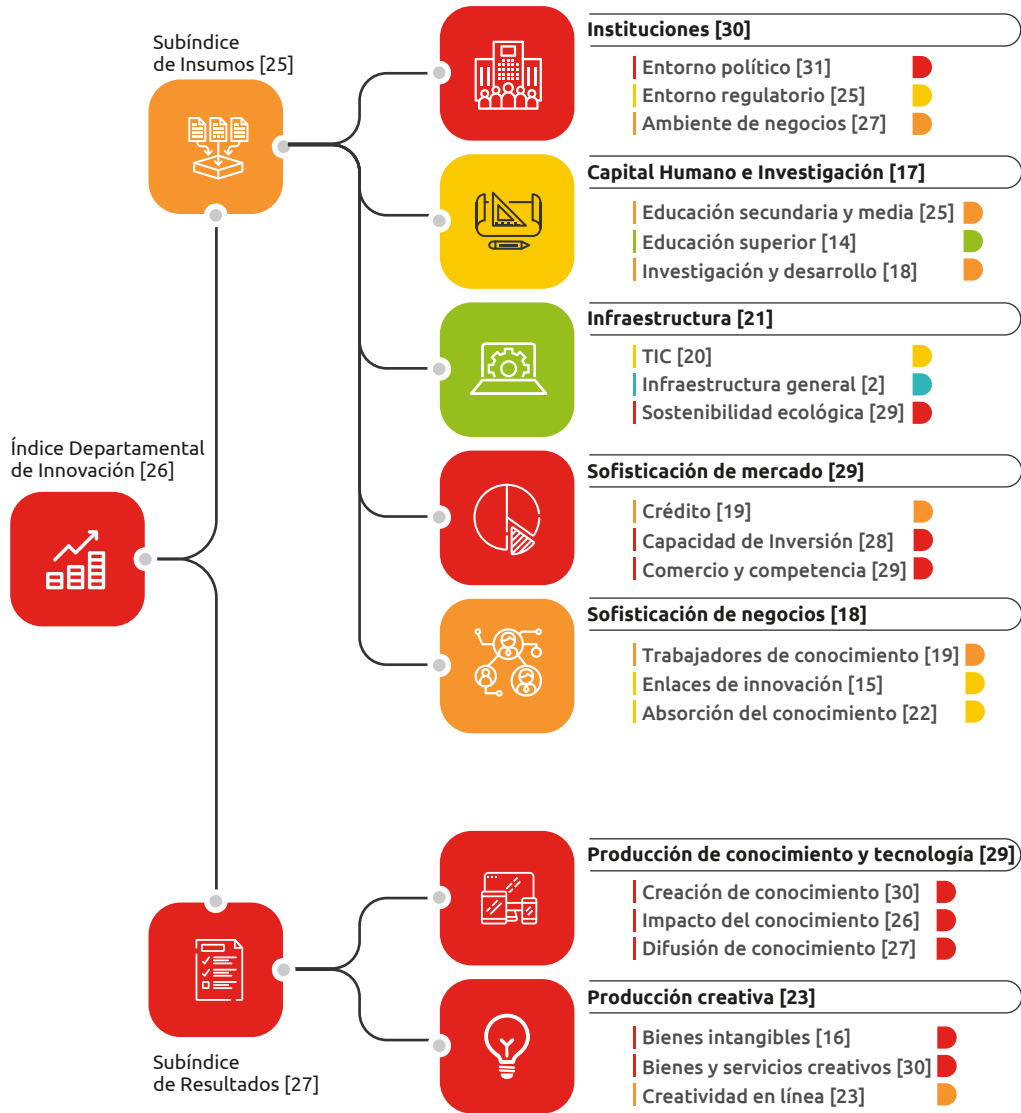 Índice Departamental
de Innovación [26]
Subíndice
de Insumos [25]
Instituciones [30]
Entorno político [31]
Entorno regulatorio [25]
Ambiente de negocios [27]
Capital Humano e Investigación [17]
Educación secundaria y media [25]
Educación superior [14]
Investigación y desarrollo [18]
Infraestructura [21]
TIC [20]
Infraestructura general [2]
Sostenibilidad ecológica [29]
Sofisticación de mercado [29]
Crédito [19]
Capacidad de Inversión [28]
Comercio y competencia [29]
Sofisticación de negocios [18]
Trabajadores de conocimiento [19]
Enlaces de innovación [15]
Absorción del conocimiento [22]
Subíndice
de Resultados [27]
Producción de conocimiento y tecnología [29]
Creación de conocimiento [30]
Impacto del conocimiento [26]
Difusión de conocimiento [27]
Producción creativa [23]
Bienes intangibles [16]
Bienes y servicios creativos [30]
Creatividad en línea [23]